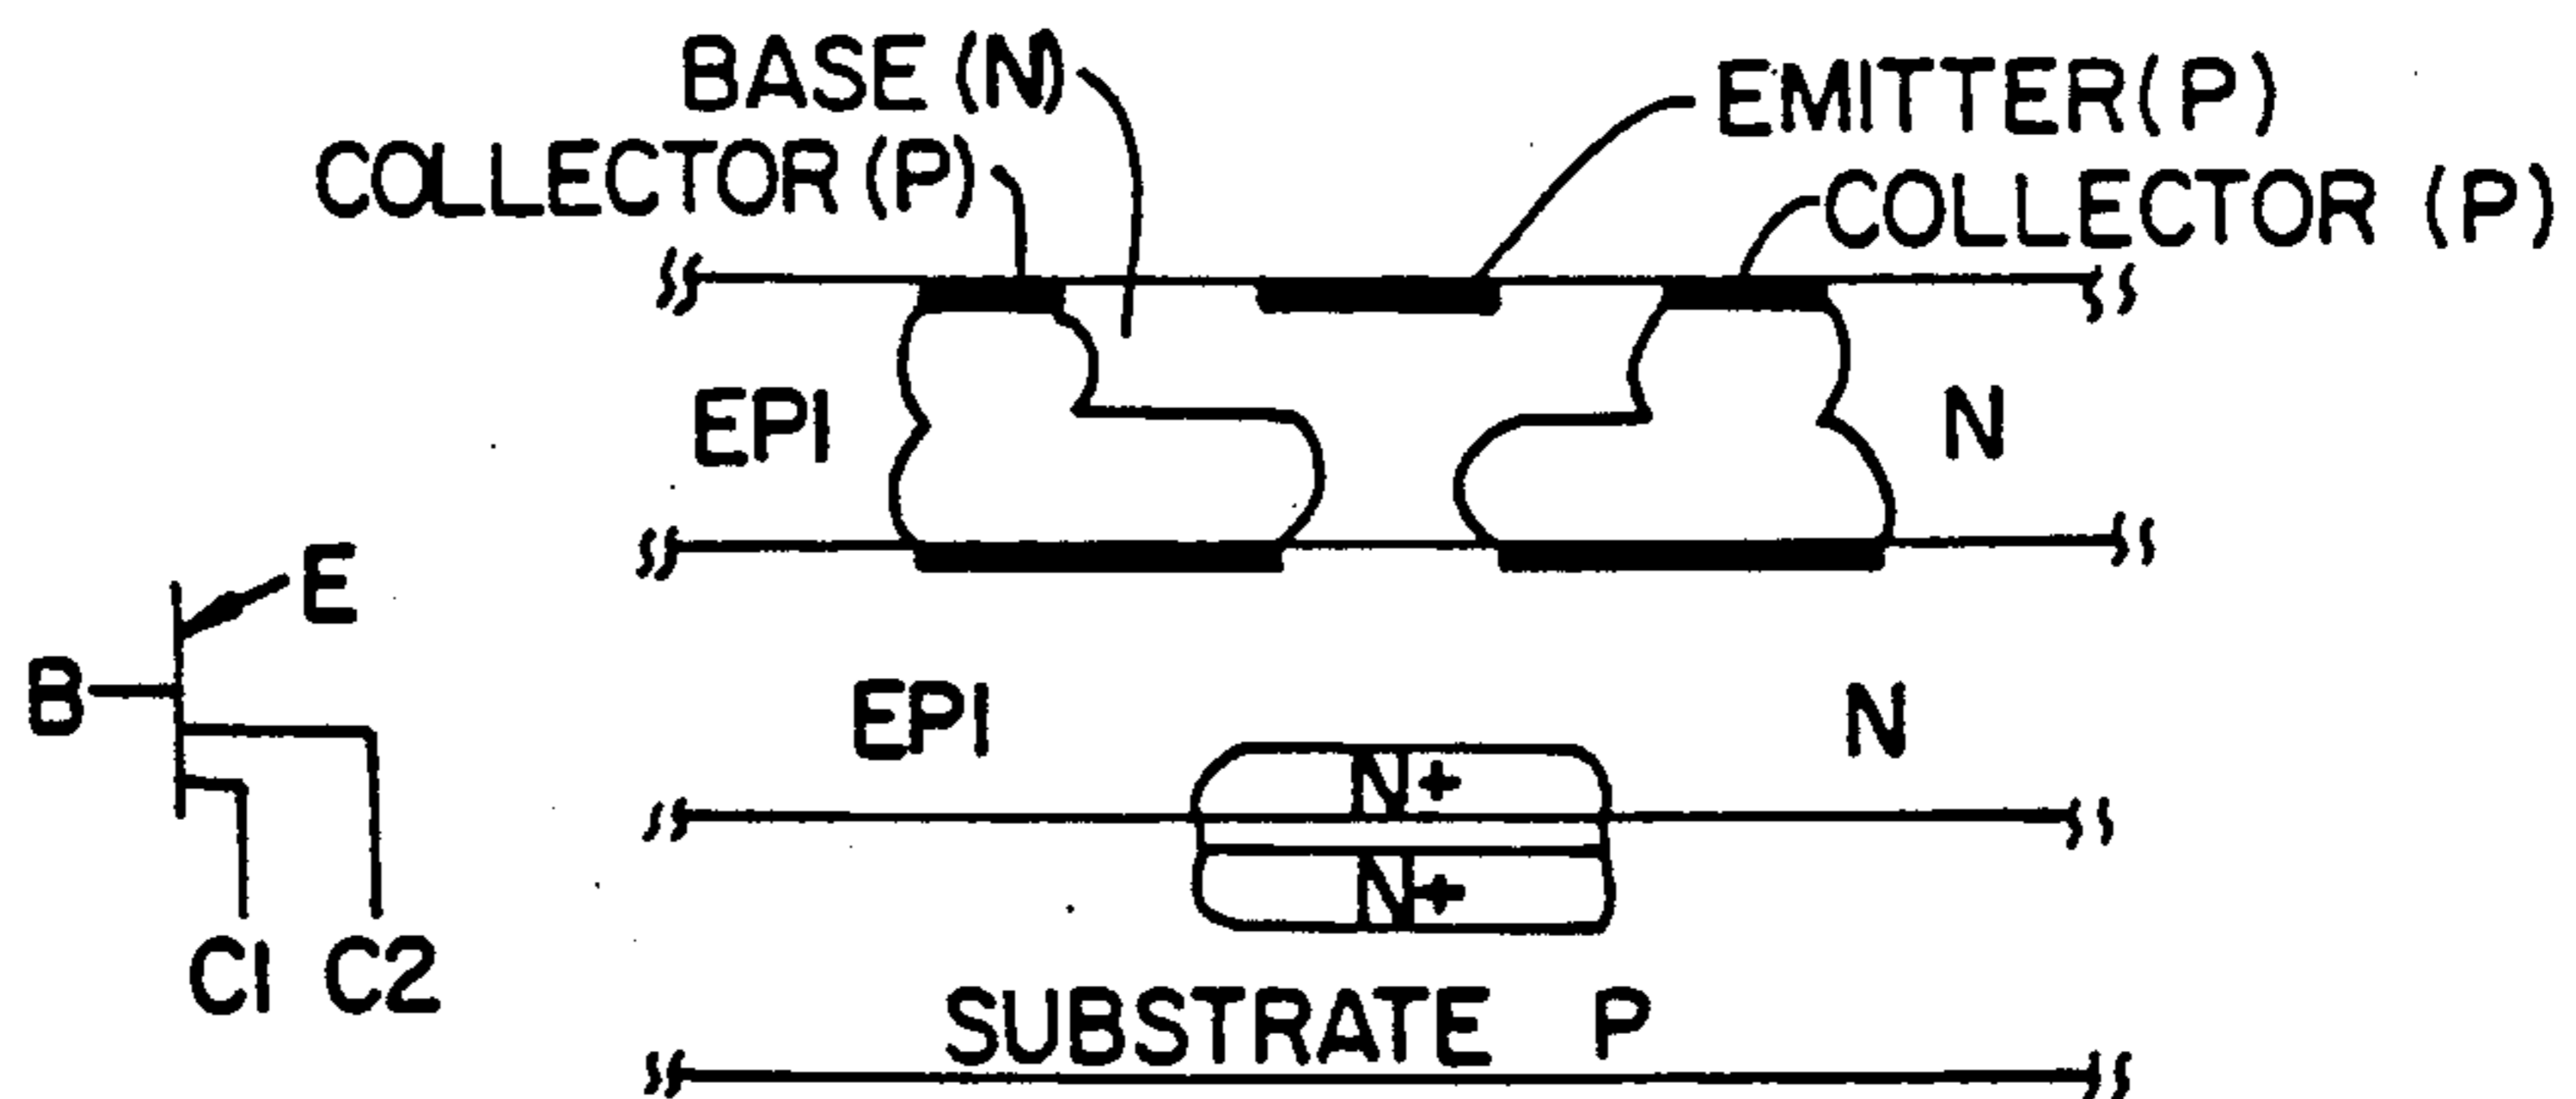 BASE (N)
EMITTER (P)
COLLECTOR (P)
COLLECTOR (P)
EPI N
E
B
EPI N
N+
N+
C1 C2
SUBSTRATE P